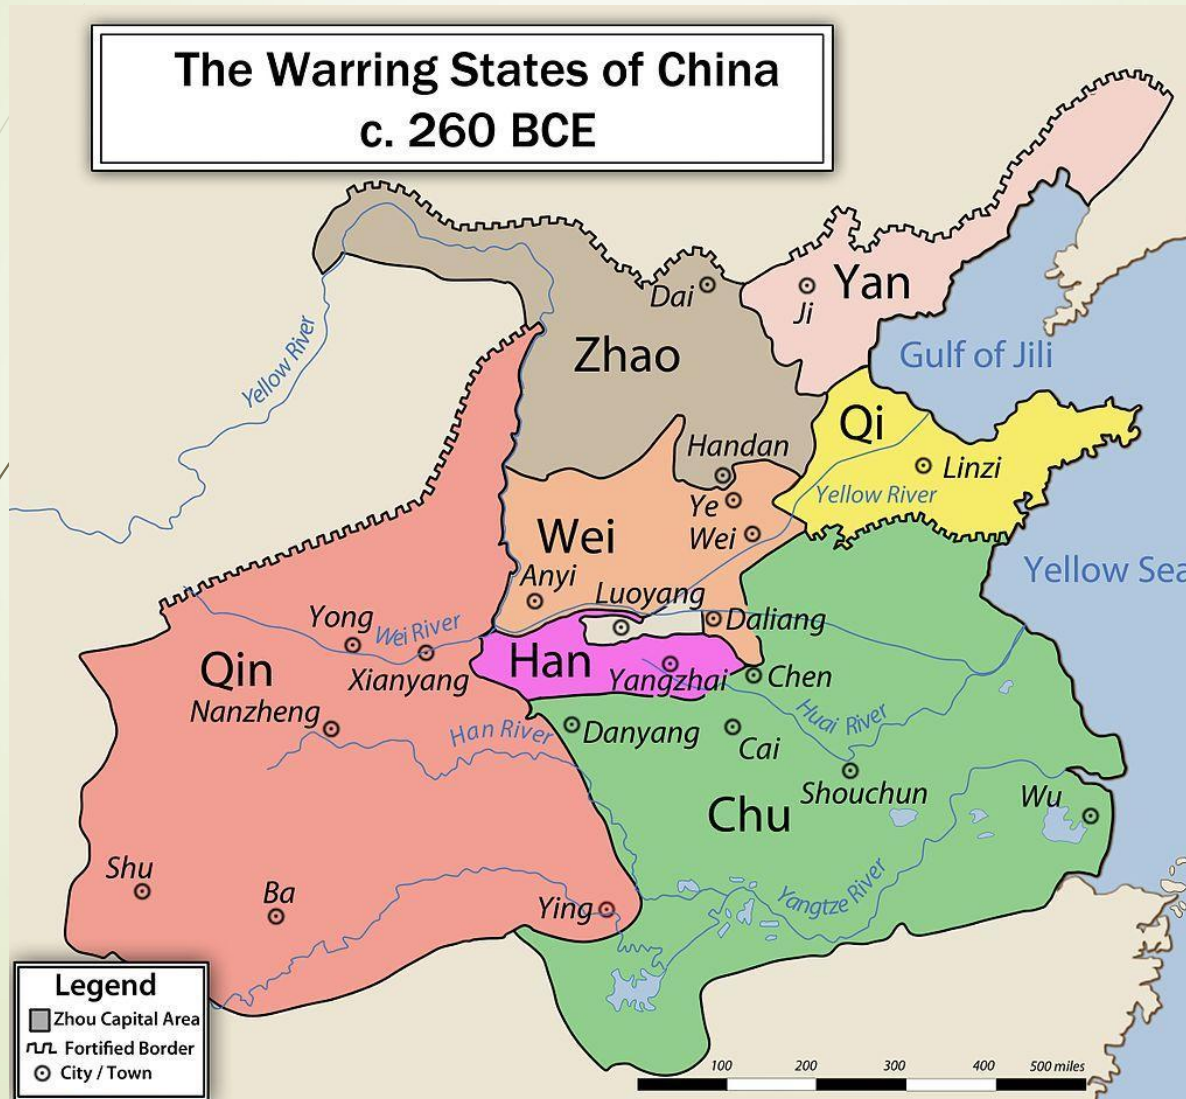 The Warring States of China
c. 260 BCE
Yan
Dai
Ji
Zhao
Gulf of Jili
Yellow River
Qi
Handan
Linzi
Ye
Yellow River
Wei
Wei
Yellow Sea
Anyi
Luoyang
Daliang
Yong
Wei River
Qin
Xianyang
Han
Yangzhai
Chen
Nanzheng
Han River
Danyang
Cai
Huai River
Shouchun
Chu
Wu
Shu
Ba
Ying
Yangtze River
Legend
Zhou Capital Area
Fortified Border
City / Town
100 200 300 400 500 miles